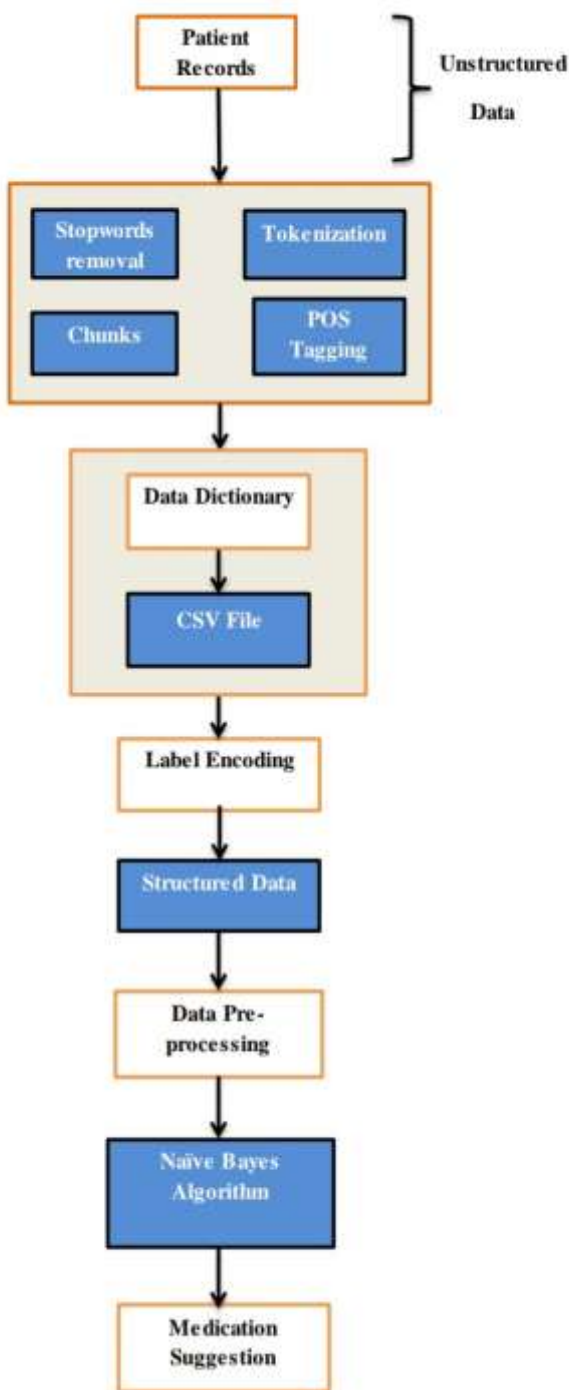 Patient
Records
Unstructured
Data
Stopwords
removal
Tokenization
Chunks
POS
Tagging
Data Dictionary
CSV File
Label Encoding
Structured Data
Data Pre-
processing
Naïve Bayes
Algorithm
Medication
Suggestion